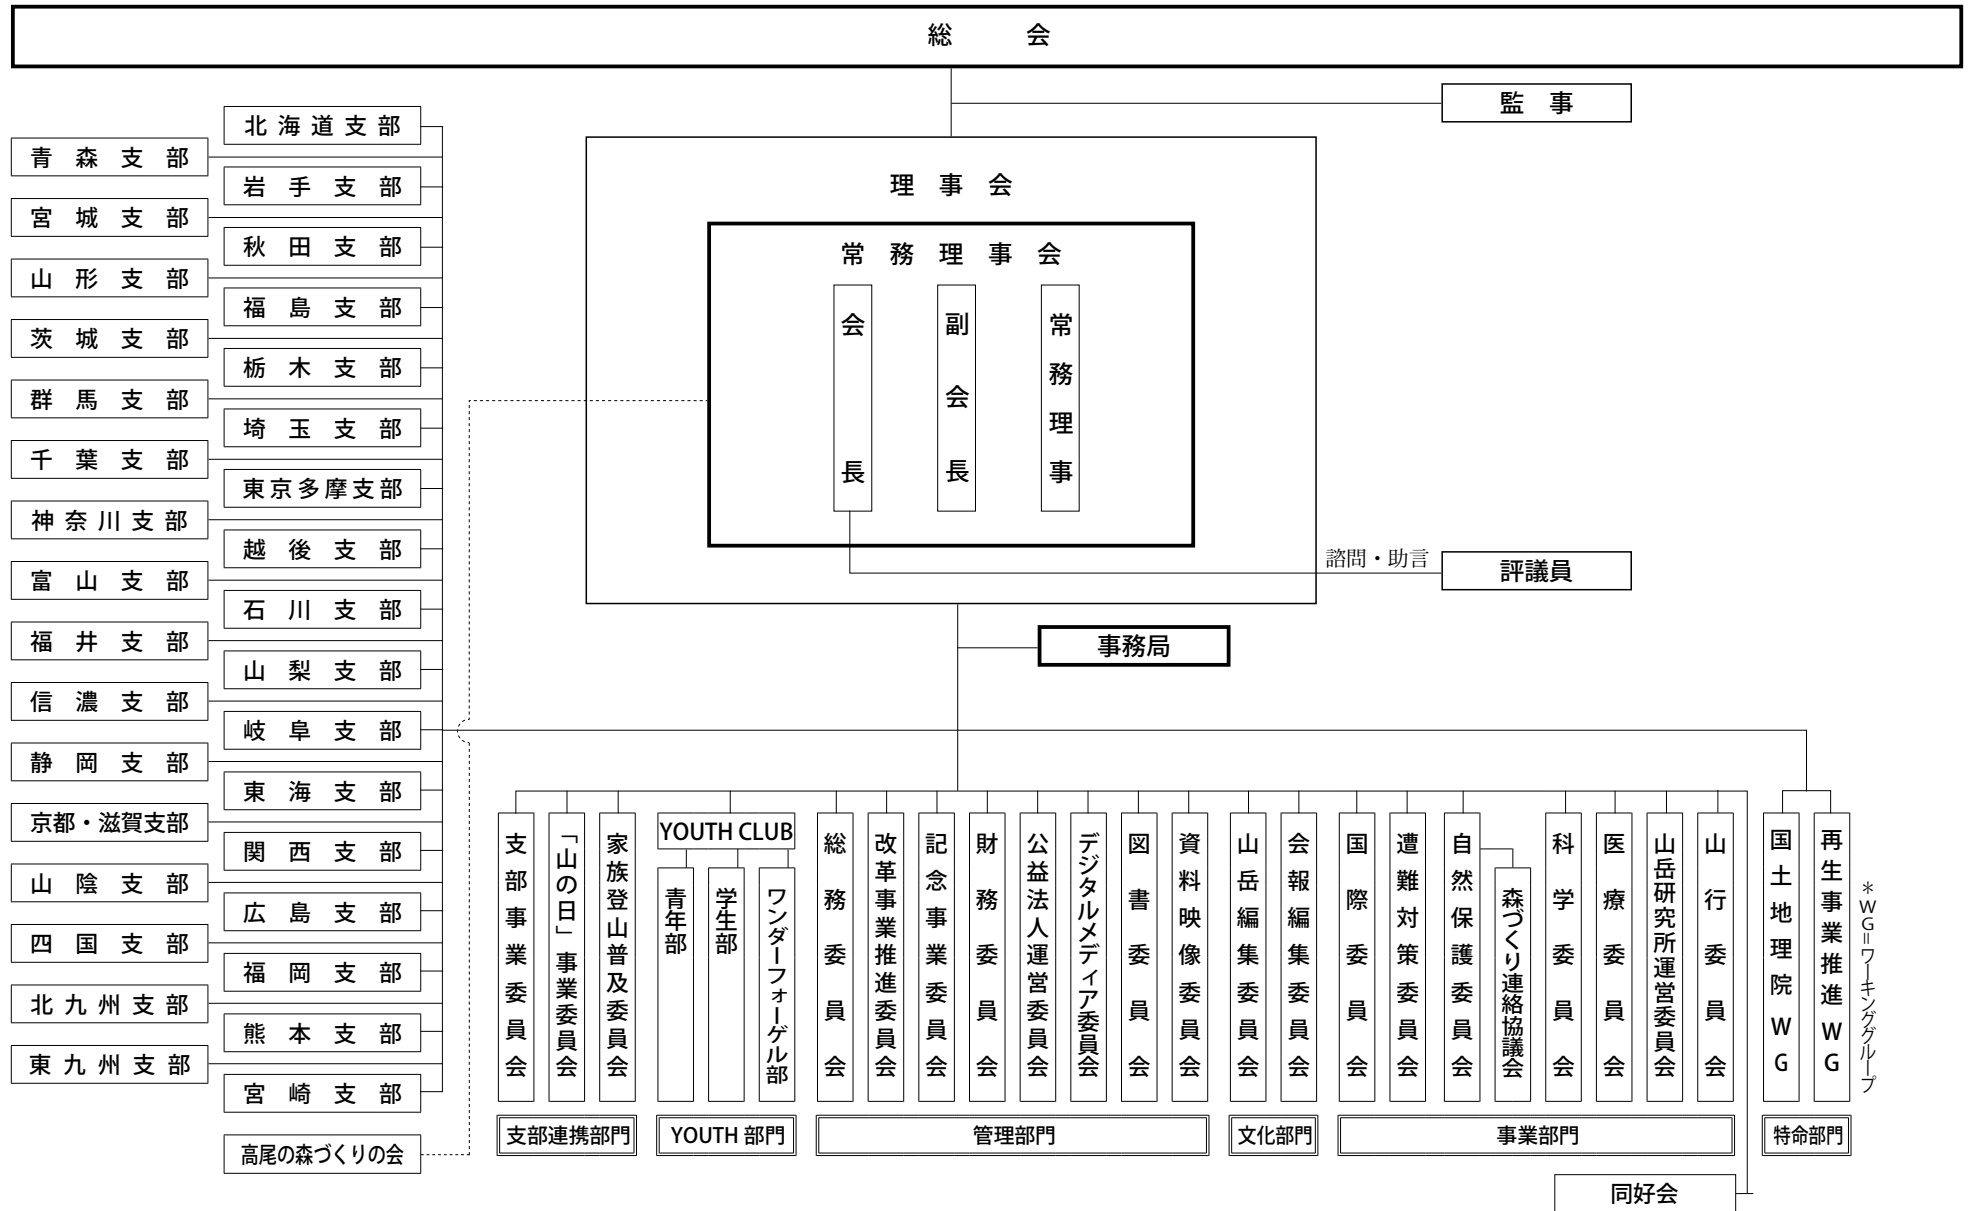 総会
監事
理事会
常務理事会
会長
副会長
常務理事
諮問・助言
評議員
事務局
北海道支部
青森支部
岩手支部
宮城支部
秋田支部
山形支部
福島支部
茨城支部
栃木支部
群馬支部
埼玉支部
千葉支部
東京多摩支部
神奈川支部
越後支部
富山支部
石川支部
福井支部
山梨支部
信濃支部
岐阜支部
静岡支部
東海支部
京都・滋賀支部
関西支部
山陰支部
広島支部
四国支部
福岡支部
北九州支部
熊本支部
東九州支部
宮崎支部
高尾の森づくりの会
支部事業委員会
「山の日」事業委員会
家族登山普及委員会
支部連携部門
YOUTH CLUB
青年部
学生部
ワンダーフォーゲル部
YOUTH 部門
総務委員会
改革事業推進委員会
記念事業委員会
財務委員会
公益法人運営委員会
デジタルメディア委員会
図書委員会
資料映像委員会
管理部門
山岳編集委員会
会報編集委員会
文化部門
国際委員会
遭難対策委員会
自然保護委員会
森づくり連絡協議会
科学委員会
医療委員会
山岳研究所運営委員会
山行委員会
事業部門
国土地理院WG
再生事業推進WG
特命部門
＊WG＝ワーキンググループ
同好会